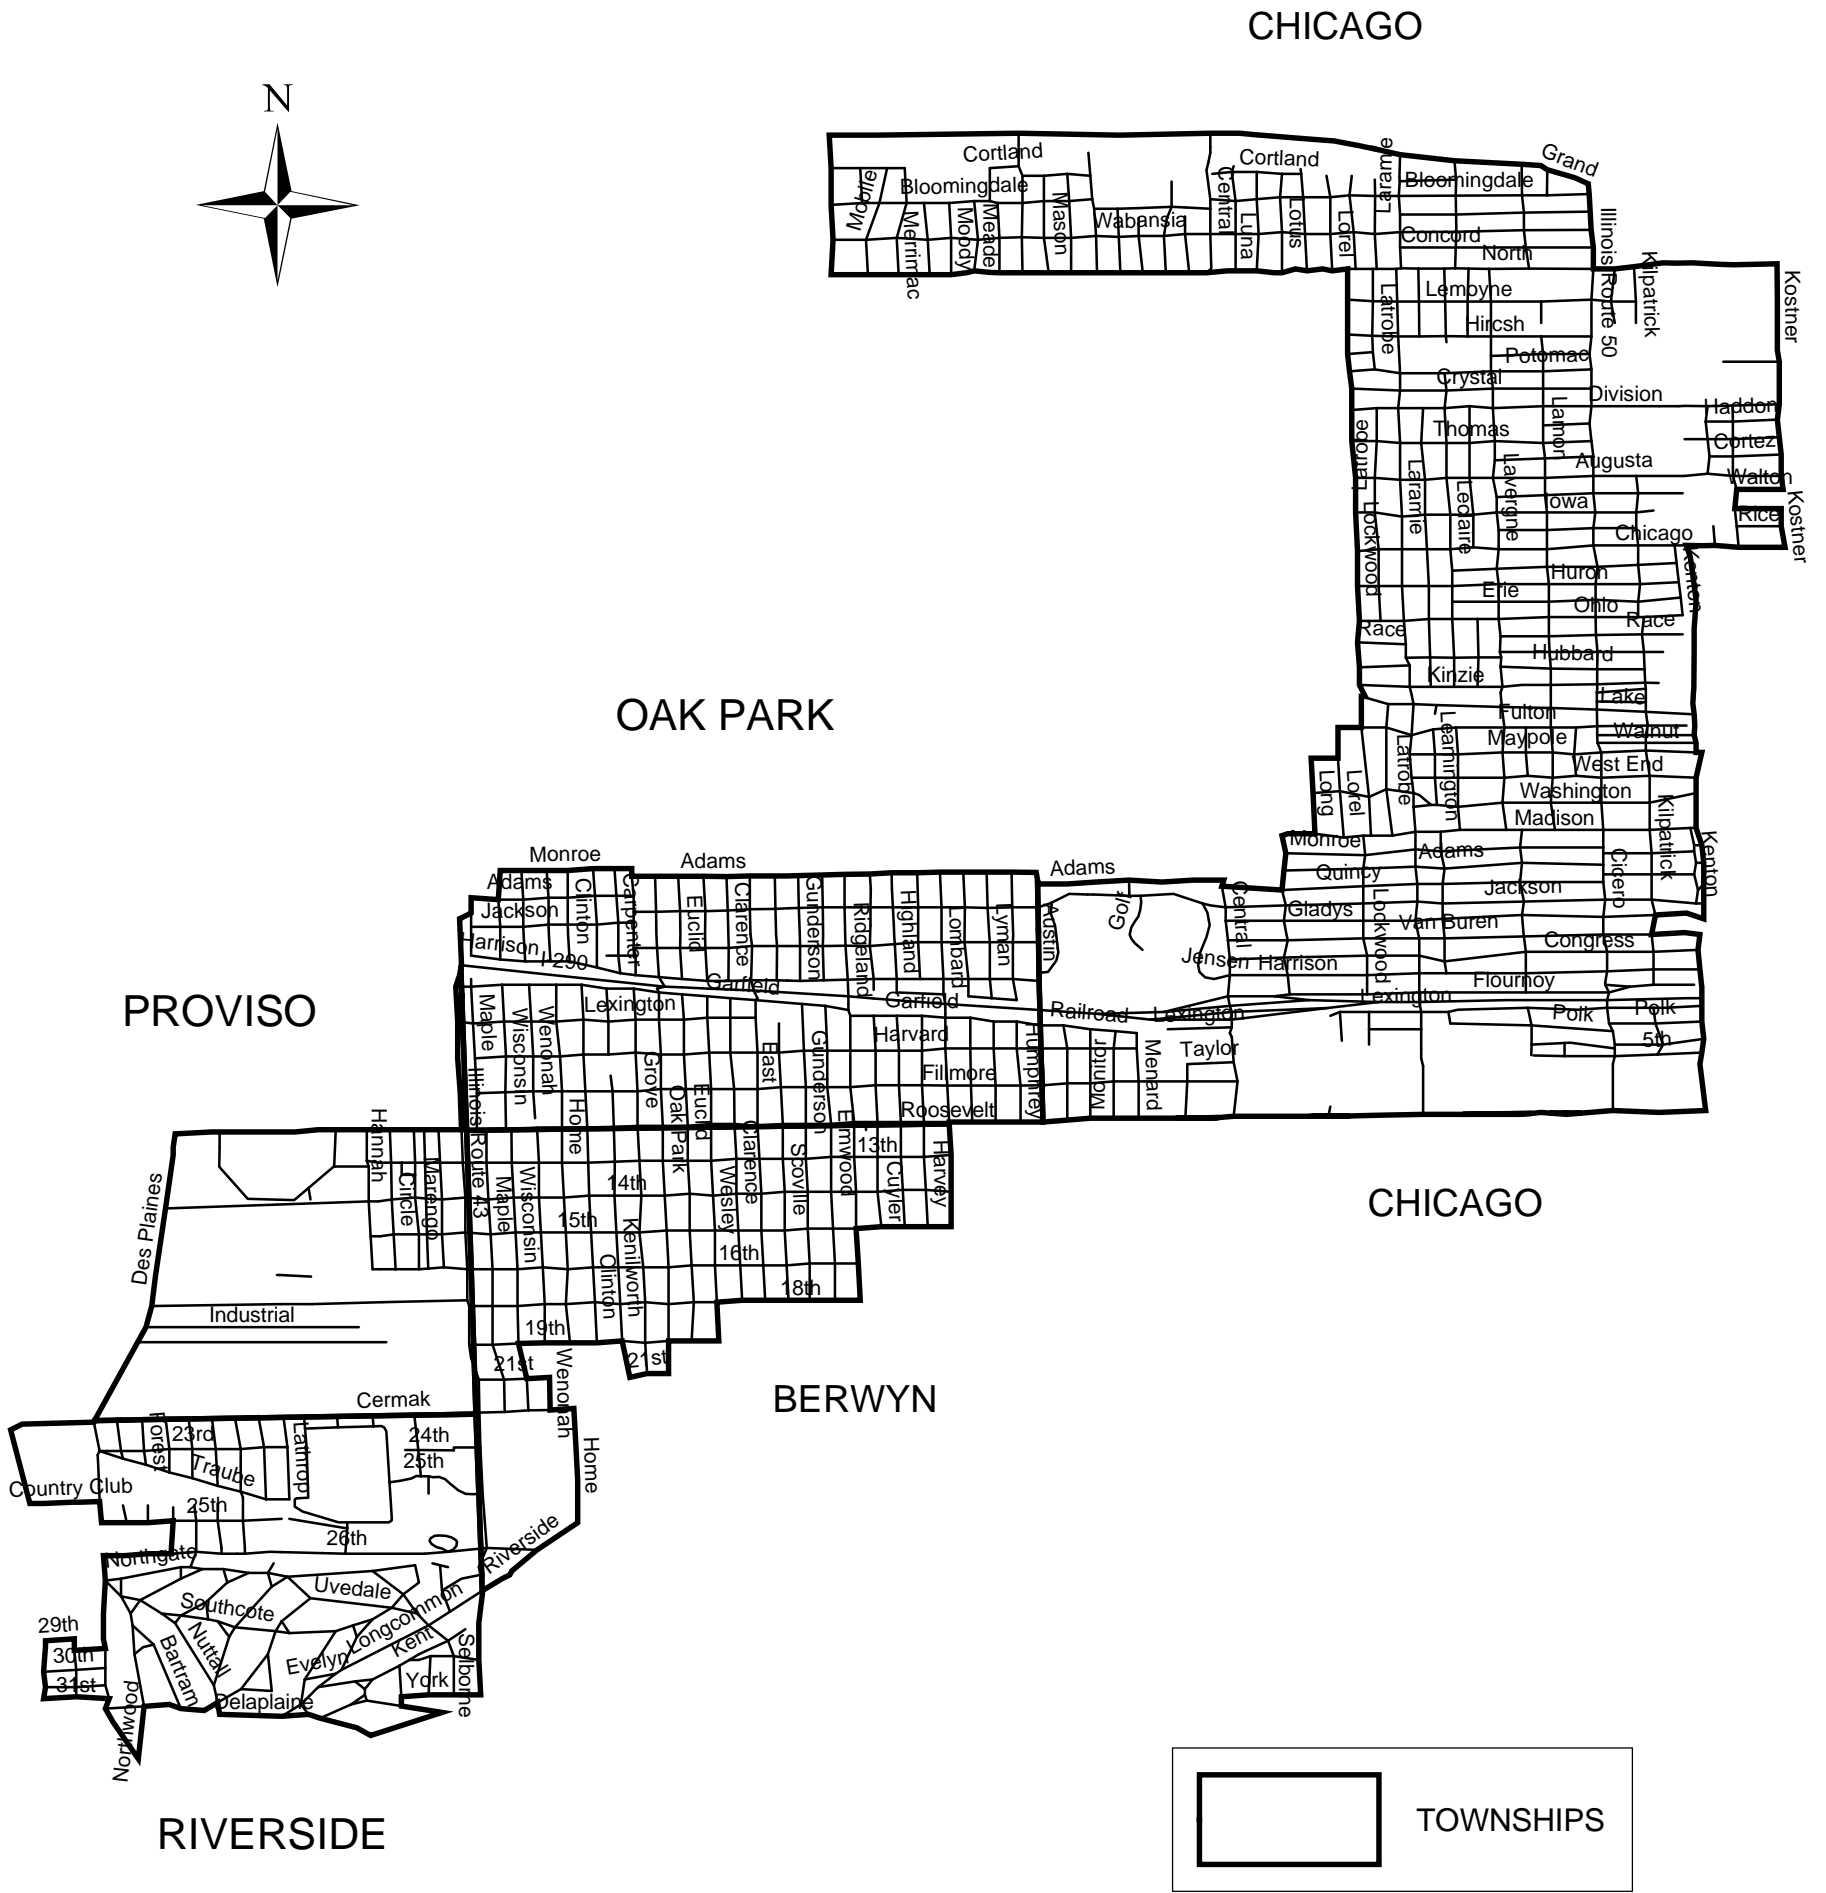 CHICAGO
N
Grand
Cortland
Cortland
Laramie
Mobile
Bloomingdale
Central
Bloomingdale
Merrimac
Moody
Meade
Mason
Wabansia
Luna
Lotus
Lorel
Concord
North
Illinois Route 50
Kilpatrick
Kostner
Latrobe
Lemoyne
Hircsh
Potomac
Crystal
Division
Lamon
Haddon
Latrobe
Thomas
Cortez
Laramie
Leclaire
Lavergne
Augusta
Walton
Lockwood
Iowa
Kostner
Rice
Chicago
Kenton
Huron
Erie
Ohio
Race
Race
Hubbard
Kinzie
Lake
OAK PARK
Fulton
Leamington
Walnut
Latrobe
Maypole
West End
Long
Lorel
Washington
Kilpatrick
Madison
Monroe
Adams
Kenton
Cicero
Monroe
Adams
Adams
Quincy
Adams
Clinton
Carpenter
Jackson
Euclid
Clarence
Gunderson
Ridgeland
Highland
Lombard
Lyman
Austin
Golf
Central
Gladys
Lockwood
Jackson
Van Buren
Harrison
I-290
Congress
Jensen
Harrison
Garfield
Flournoy
PROVISO
Maple
Wisconsin
Wenonah
Lexington
Garfield
Railroad
Lexington
Lexington
Polk
Polk
Harvard
Humphrey
Monitor
Menard
Taylor
5th
East
Gunderson
Grove
Fillmore
Illinois Route 43
Home
Oak Park
Euclid
Roosevelt
Hannah
Clarence
Elmwood
13th
Harvey
Circle
Marengo
Maple
Wisconsin
14th
Wesley
Scoville
Cuyler
CHICAGO
Des Plaines
15th
Kenilworth
16th
Clinton
18th
Industrial
19th
21st
Wenonah
21st
Cermak
BERWYN
Forest
23rd
Lathrop
24th
Home
Traube
25th
Country Club
25th
26th
Riverside
Northgate
Uvedale
Southcote
Longcommon
29th
Nuttall
Kent
Selborne
30th
Bartram
Evelyn
31st
York
Northwood
Delaplaine
RIVERSIDE
TOWNSHIPS